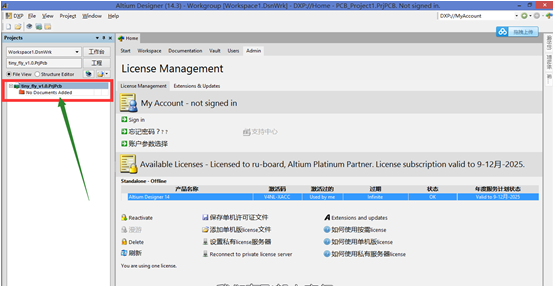 Altium Designer (14.3) - Workgroup [Workspace1.DsnWrk] - DXP://Home - PCB_Project1.PrjPCB. Not signed in.
DXP Project Window Help
DXP://MyAccount
Projects
Home
Workspace1.DsnWrk 工作台
Start Workspace Documentation Vault Users Admin
tiny_fly_v1.0.PrjPcb 工程
License Management
File View Structure Editor
License Management Extensions & Updates
tiny_fly_v1.0.PrjPcb
No Documents Added
My Account - not signed in
Sign in
忘记密码？??
支持中心
账户参数选择
Available Licenses - Licensed to ru-board, Altium Platinum Partner. License subscription valid to 9-12月-2025.
Standalone - Offline
产品名称 激活码 激活过的 过期 状态 年度服务计划状态
Altium Designer 14 V4NL-XACC Used by me Infinite OK Valid to 9-12月-2025
Reactivate 保存单机许可证文件 Extensions and updates
漫游 添加单机版license文件 如何使用按需license
Delete 设置私有license服务器 如何使用单机版license
刷新 Reconnect to private license server 如何使用私有license服务器
You are using one license.